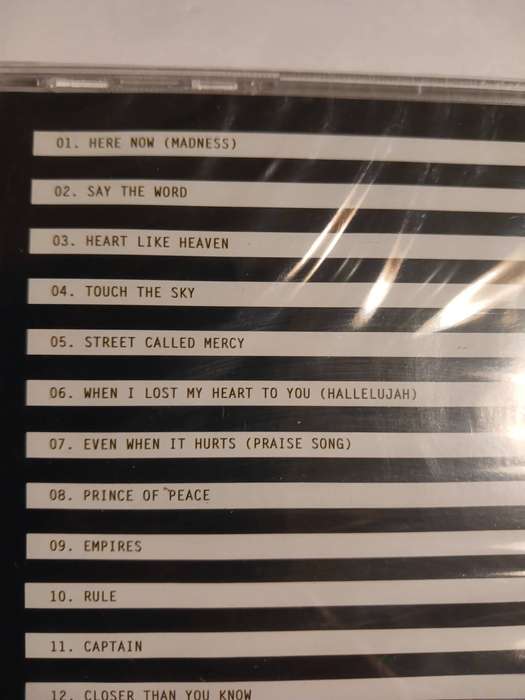 01. HERE NOW (MADNESS)
02. SAY THE WORD
03. HEART LIKE HEAVEN
04. TOUCH THE SKY
05. STREET CALLED MERCY
06. WHEN I LOST MY HEART TO YOU (HALLELUJAH)
07. EVEN WHEN IT HURTS (PRAISE SONG)
08. PRINCE OF PEACE
09. EMPIRES
10. RULE
11. CAPTAIN
12. CLOSER THAN YOU KNOW